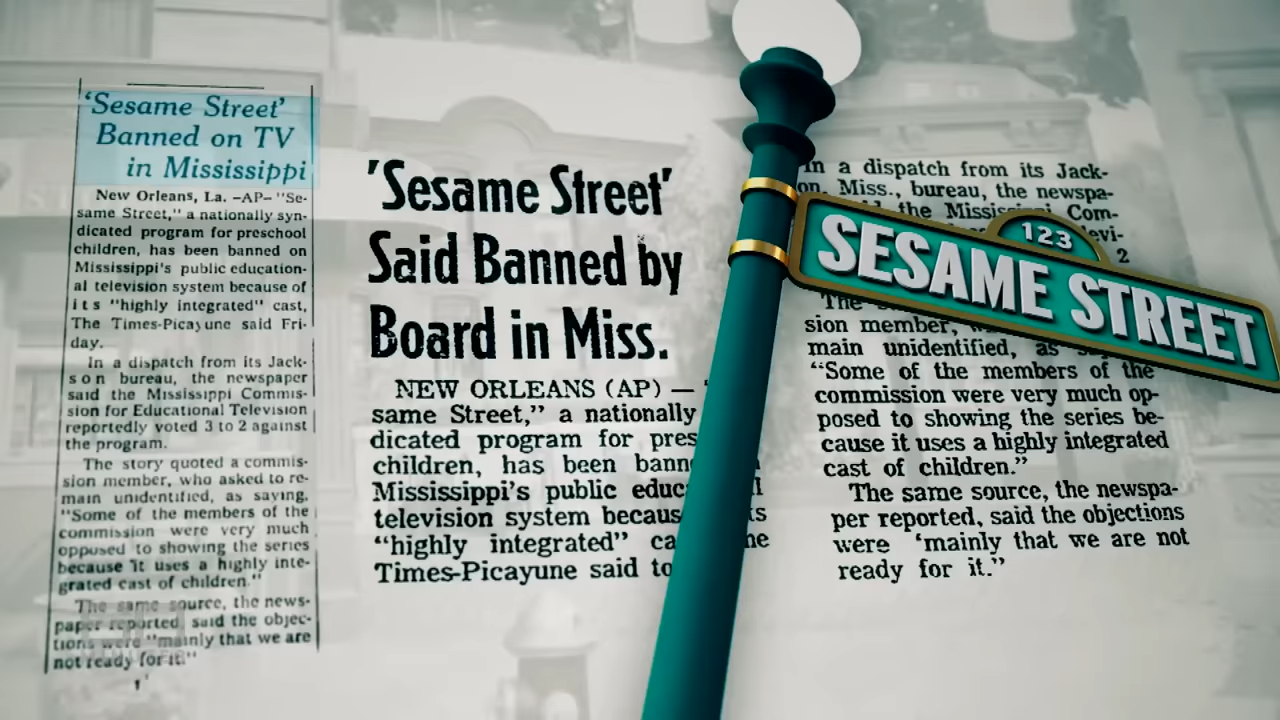 'Sesame Street'
Banned on TV
in Mississippi
New Orleans, La. –AP– "Se-
same Street," a nationally syn-
dicated program for preschool
children, has been banned on
Mississippi's public education-
al television system because of
its "highly integrated" cast,
The Times-Picayune said Fri-
day.
In a dispatch from its Jack-
son bureau, the newspaper
said the Mississippi Commis-
sion for Educational Television
reportedly voted 3 to 2 against
the program.
The story quoted a commis-
sion member, who asked to re-
main unidentified, as saying,
"Some of the members of the
commission were very much
opposed to showing the series
because it uses a highly inte-
grated cast of children."
The same source, the news-
paper reported, said the objec-
tions were "mainly that we are
not ready for it."
'Sesame Street'
Said Banned by
Board in Miss.
NEW ORLEANS (AP) —
same Street," a nationally
dicated program for pres
children, has been bann
Mississippi's public educ
television system becaus
"highly integrated" ca
Times-Picayune said to
In a dispatch from its Jack-
on, Miss., bureau, the newspa-
the Com-
levi-
2
The
sion member,
main unidentified, as
"Some of the members of the
commission were very much op-
posed to showing the series be-
cause it uses a highly integrated
cast of children."
The same source, the newspa-
per reported, said the objections
were 'mainly that we are not
ready for it."
123
SESAME STREET